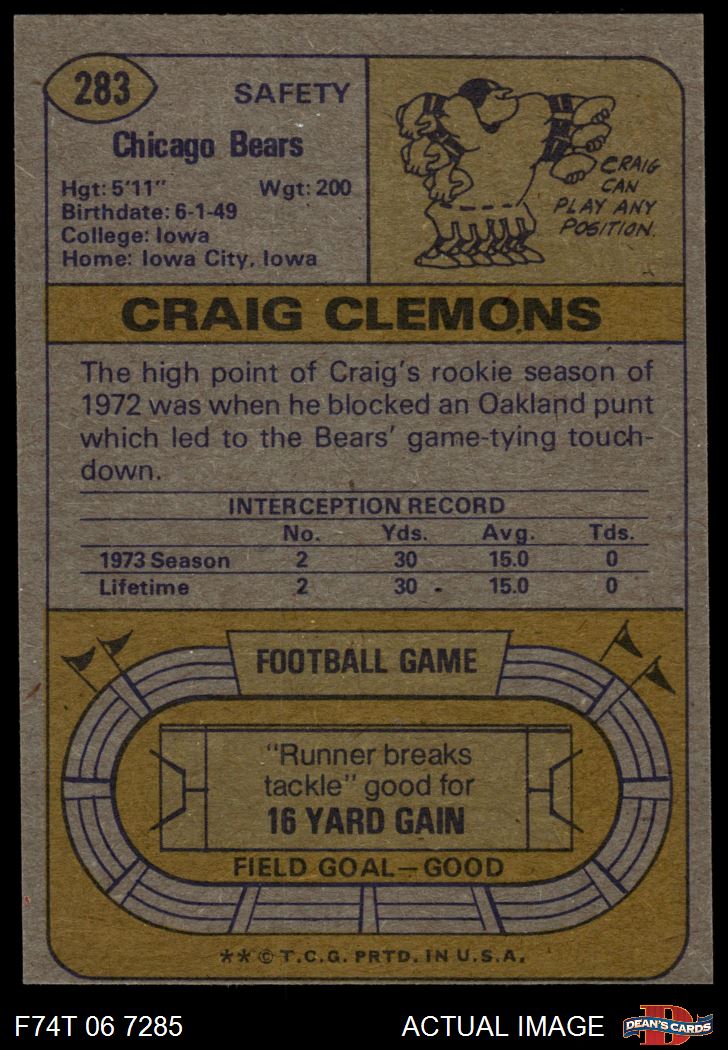 283
SAFETY
Chicago Bears
Hgt: 5'11" Wgt: 200
Birthdate: 6-1-49
College: Iowa
Home: Iowa City, Iowa
CRAIG
CAN
PLAY ANY
POSITION.
CRAIG CLEMONS
The high point of Craig's rookie season of
1972 was when he blocked an Oakland punt
which led to the Bears' game-tying touch-
down.
INTERCEPTION RECORD
No. Yds. Avg. Tds.
1973 Season 2 30 15.0 0
Lifetime 2 30 15.0 0
FOOTBALL GAME
"Runner breaks
tackle" good for
16 YARD GAIN
FIELD GOAL—GOOD
** © T.C.G. PRTD. IN U.S.A.
F74T 06 7285 ACTUAL IMAGE DEAN'S CARDS